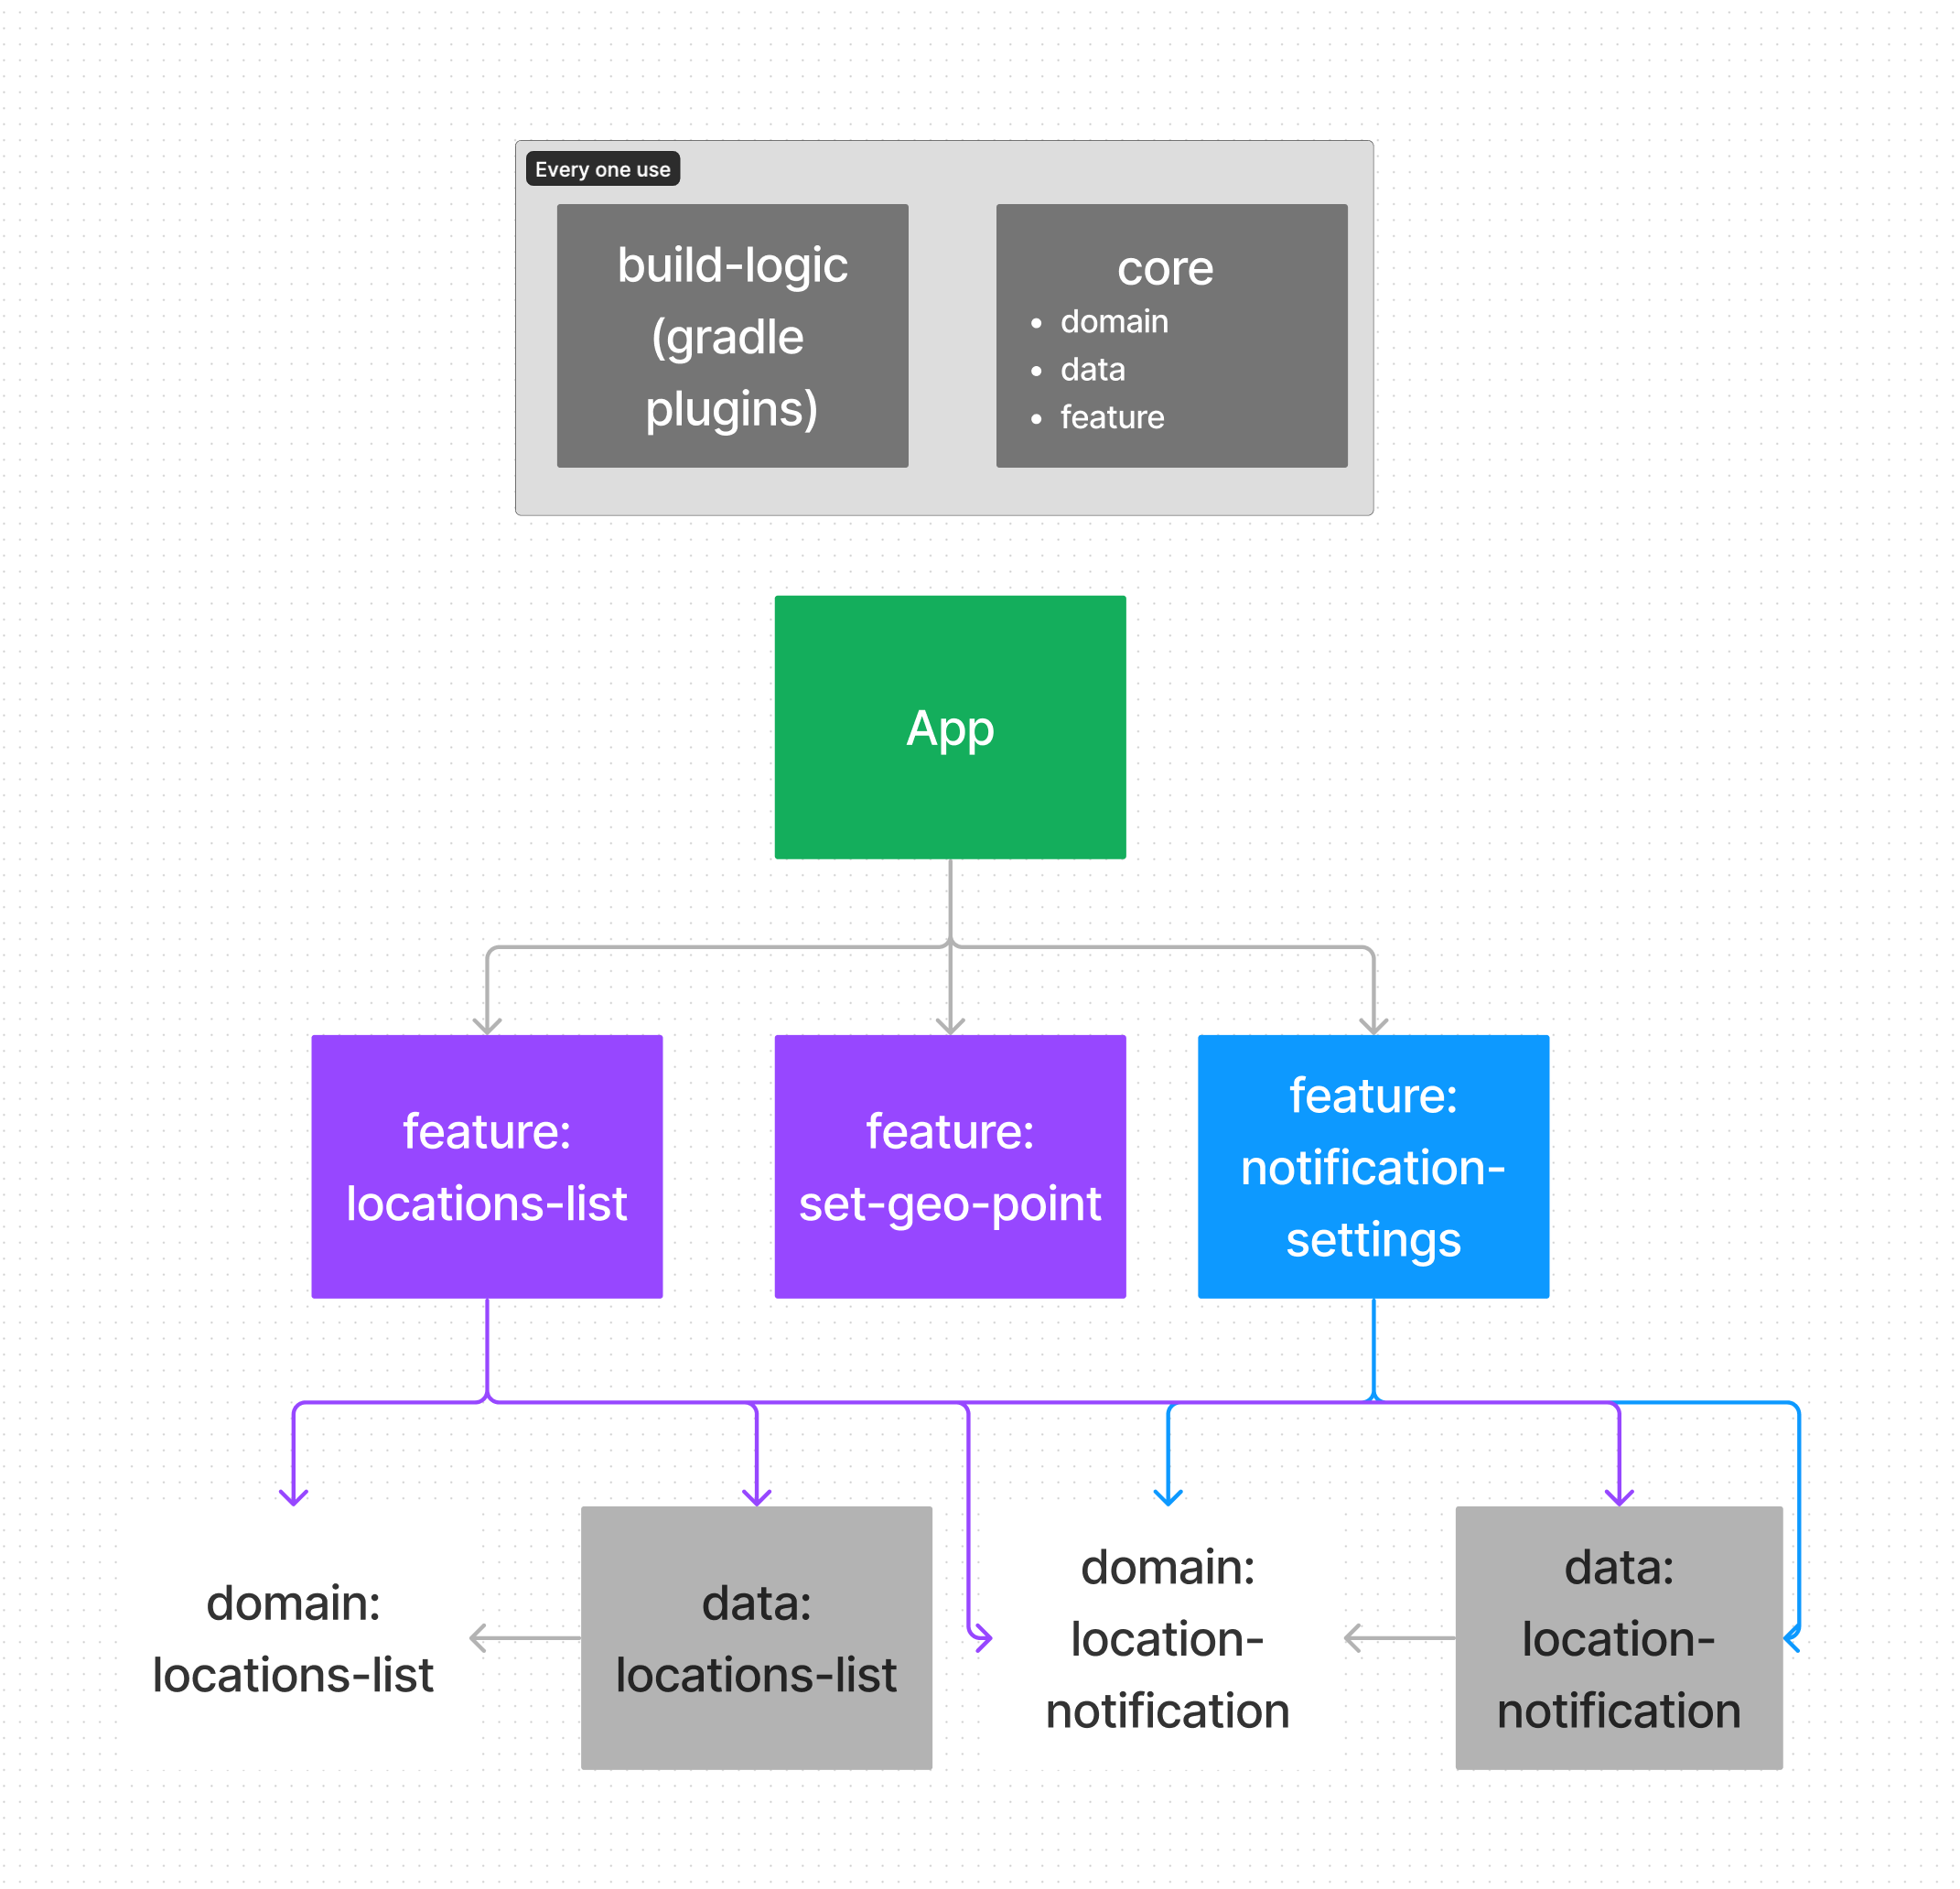 Every one use
build-logic
(gradle
plugins)
core
• domain
• data
• feature
App
feature:
locations-list
feature:
set-geo-point
feature:
notification-
settings
domain:
locations-list
data:
locations-list
domain:
location-
notification
data:
location-
notification